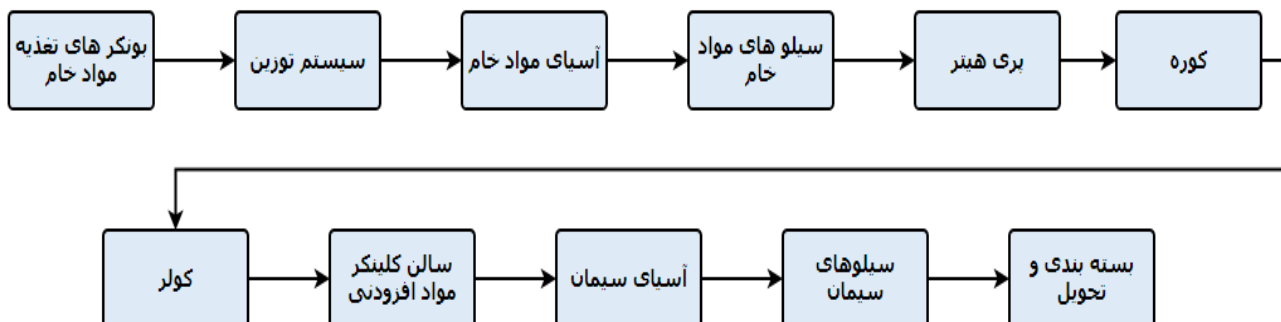 بونکر های تغذیه
مواد خام
سیستم توزین
آسیای مواد خام
سیلو های مواد
خام
پری هیتر
کوره
کولر
سالن کلینکر
مواد افزودنی
آسیای سیمان
سیلوهای
سیمان
بسته بندی و
تحویل